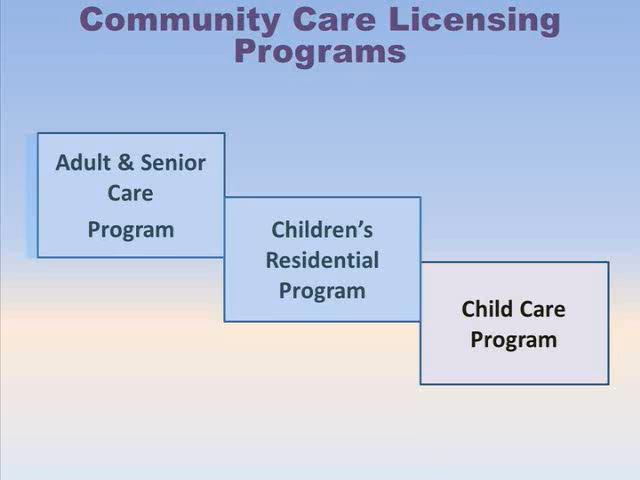 Community Care Licensing
Programs
Adult & Senior
Care
Program
Children's
Residential
Program
Child Care
Program